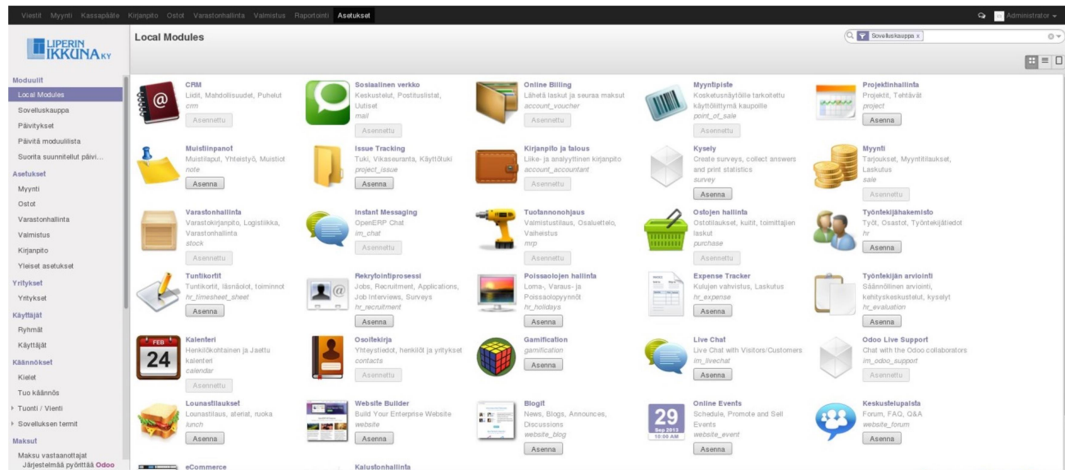 Viestit Myynti Kassapääte Kirjanpito Ostot Varastonhallinta Valmistus Raportointi Asetukset Administrator
LIPERIN
IKKUNA KY
Local Modules
Sovelluskauppa x
Moduulit
Local Modules
Sovelluskauppa
Päivitykset
Päivitä moduulilista
Suorita suunnitellut päivi...
Asetukset
Myynti
Ostot
Varastonhallinta
Valmistus
Kirjanpito
Yleiset asetukset
Yritykset
Yritykset
Käyttäjät
Ryhmät
Käyttäjät
Käännökset
Kielet
Tuo käännös
Tuonti / Vienti
Sovelluksen termit
Maksut
Maksu vastaanottajat
Järjestelmää pyörittää Odoo
CRM
Liidit, Mahdollisuudet, Puhelut
crm
Asennettu
Sosiaalinen verkko
Keskustelut, Postituslistat,
Uutiset
mail
Asennettu
Online Billing
Lähetä laskut ja seuraa maksut
account_voucher
Asennettu
Myyntipiste
Kosketusnäytölle tarkoitettu
käyttöliittymä kaupoille
point_of_sale
Asennettu
Projektinhallinta
Projektit, Tehtävät
project
Asenna
Muistiinpanot
Muistilaput, Yhteistyö, Muistiot
note
Asenna
Issue Tracking
Tuki, Vikaseuranta, Käyttötuki
project_issue
Asenna
Kirjanpito ja talous
Liike- ja analyyttinen kirjanpito
account_accountant
Asennettu
Kysely
Create surveys, collect answers
and print statistics
survey
Asenna
Myynti
Tarjoukset, Myyntitilaukset,
Laskutus
sale
Asennettu
Varastonhallinta
Varastokirjanpito, Logistiikka,
Varastonhallinta
stock
Asennettu
Instant Messaging
OpenERP Chat
im_chat
Asennettu
Tuotannonohjaus
Valmistustilaus, Osaluettelo,
Vaiheistus
mrp
Asennettu
Ostojen hallinta
Ostotilaukset, kuitit, toimittajien
laskut
purchase
Asennettu
Työntekijähakemisto
Työt, Osastot, Työntekijätiedot
hr
Asenna
Tuntikortit
Tuntikortit, läsnäolot, toiminnot
hr_timesheet_sheet
Asenna
Rekrytointiprosessi
Jobs, Recruitment, Applications,
Job Interviews, Surveys
hr_recruitment
Asenna
Poissaolojen hallinta
Loma-, Varaus- ja
Poissaolopyynnöt
hr_holidays
Asenna
Expense Tracker
Kulojen vahvistus, Laskutus
hr_expense
Asenna
Työntekijän arviointi
Säännöllinen arviointi,
kehityskeskustelut, kyselyt
hr_evaluation
Asenna
FEB
24
Kalenteri
Henkilökohtainen ja Jaettu
kalenteri
calendar
Asennettu
Osoitekirja
Yhteystiedot, henkilöt ja yritykset
contacts
Asennettu
Gamification
gamification
Asenna
Live Chat
Live Chat with Visitors/Customers
im_livechat
Asenna
Odoo Live Support
Chat with the Odoo collaborators
im_odoo_support
Asennettu
Lounastilaukset
Lounastilaus, ateriat, ruoka
lunch
Asenna
Website Builder
Build Your Enterprise Website
website
Asenna
Blogit
News, Blogs, Announces,
Discussions
website_blog
Asenna
29
Sep 2013
10:00 AM
Online Events
Schedule, Promote and Sell
Events
website_event
Asenna
Keskustelupalsta
Forum, FAQ, Q&A
website_forum
Asenna
eCommerce
Kalustonhallinta